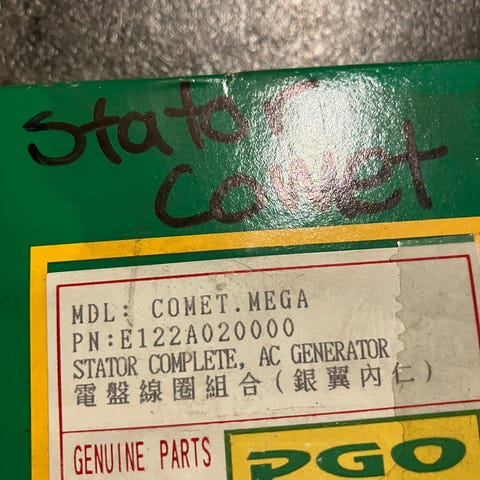 Stator
Comet
MDL: COMET.MEGA
PN:E122A020000
STATOR COMPLETE, AC GENERATOR
電盤線圈組合(銀翼內仁)
GENUINE PARTS
PGO